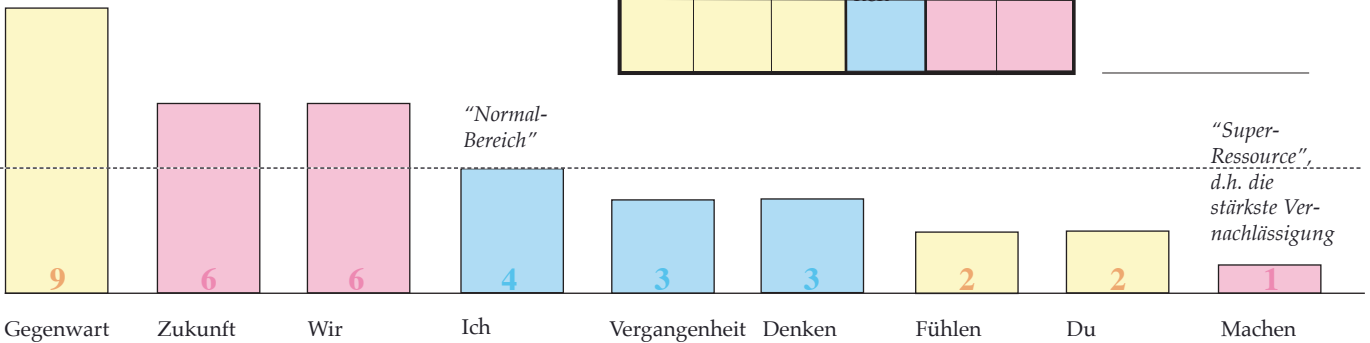 “Normal-
Bereich”
“Super-
Ressource”,
d.h. die
stärkste Ver-
nachlässigung
9 6 6 4 3 3 2 2 1
Gegenwart Zukunft Wir Ich Vergangenheit Denken Fühlen Du Machen